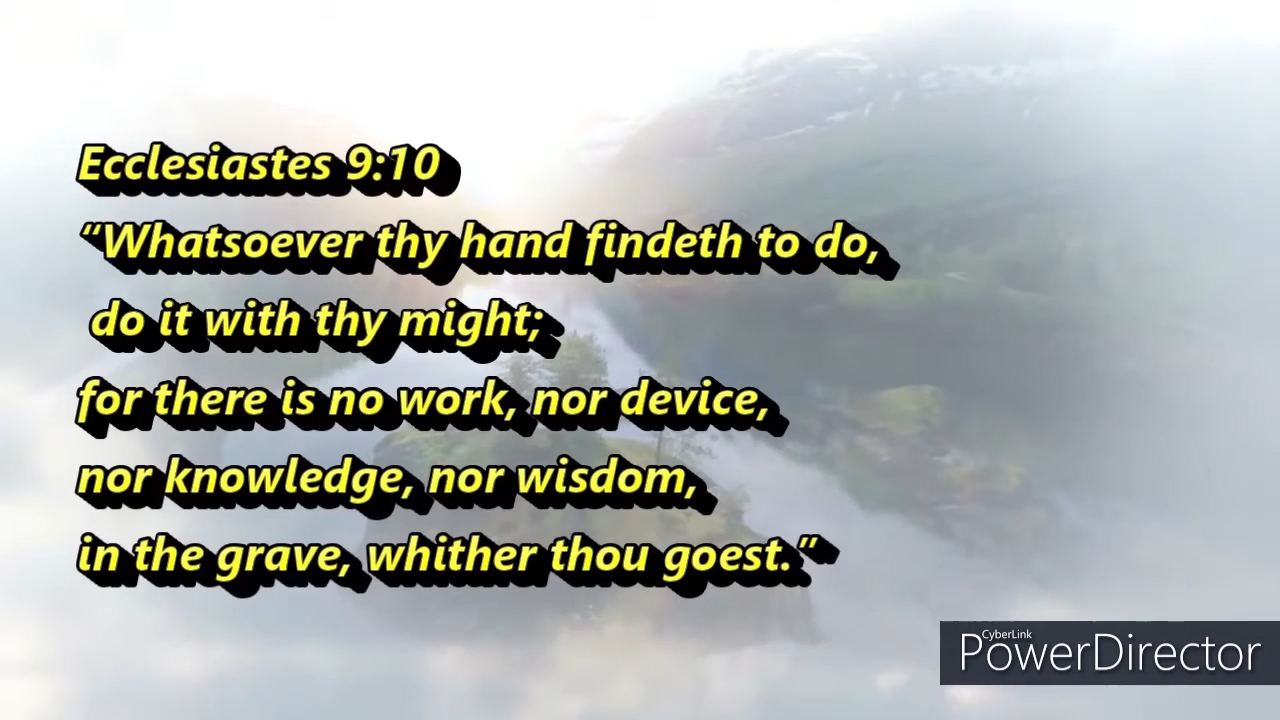 Ecclesiastes 9:10
“Whatsoever thy hand findeth to do,
do it with thy might;
for there is no work, nor device,
nor knowledge, nor wisdom,
in the grave, whither thou goest.”
CyberLink
PowerDirector